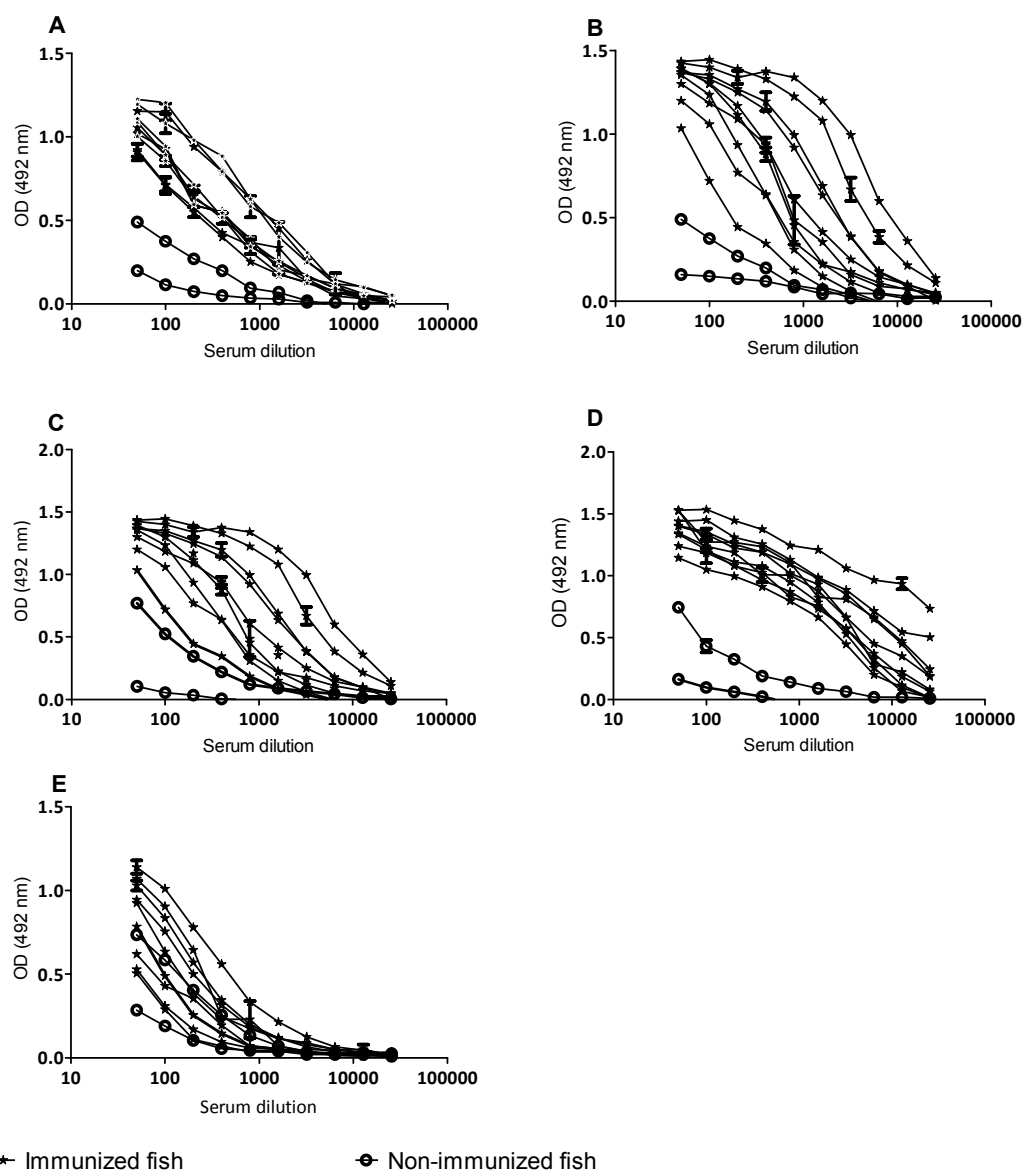 A
1.5
1.0
0.5
0.0
OD (492 nm)
10 100 1000 10000 100000
Serum dilution
B
1.5
1.0
0.5
0.0
OD (492 nm)
10 100 1000 10000 100000
Serum dilution
C
2.0
1.5
1.0
0.5
0.0
OD (492 nm)
10 100 1000 10000 100000
Serum dilution
D
2.0
1.5
1.0
0.5
0.0
OD (492 nm)
10 100 1000 10000 100000
Serum dilution
E
1.5
1.0
0.5
0.0
OD (492 nm)
10 100 1000 10000 100000
Serum dilution
Immunized fish
Non-immunized fish